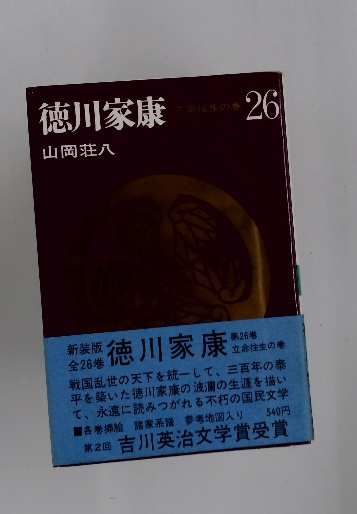 徳川家康 立命往生の巻 26
山岡荘八
新装版
全26巻
徳川家康
第26巻
立命往生の巻
戦国乱世の天下を統一して、三百年の泰
平を築いた徳川家康の波瀾の生涯を描い
て、永遠に読みつがれる不朽の国民文学
■各巻挿絵 諸家系譜 参考地図入り 540円
第2回 吉川英治文学賞受賞